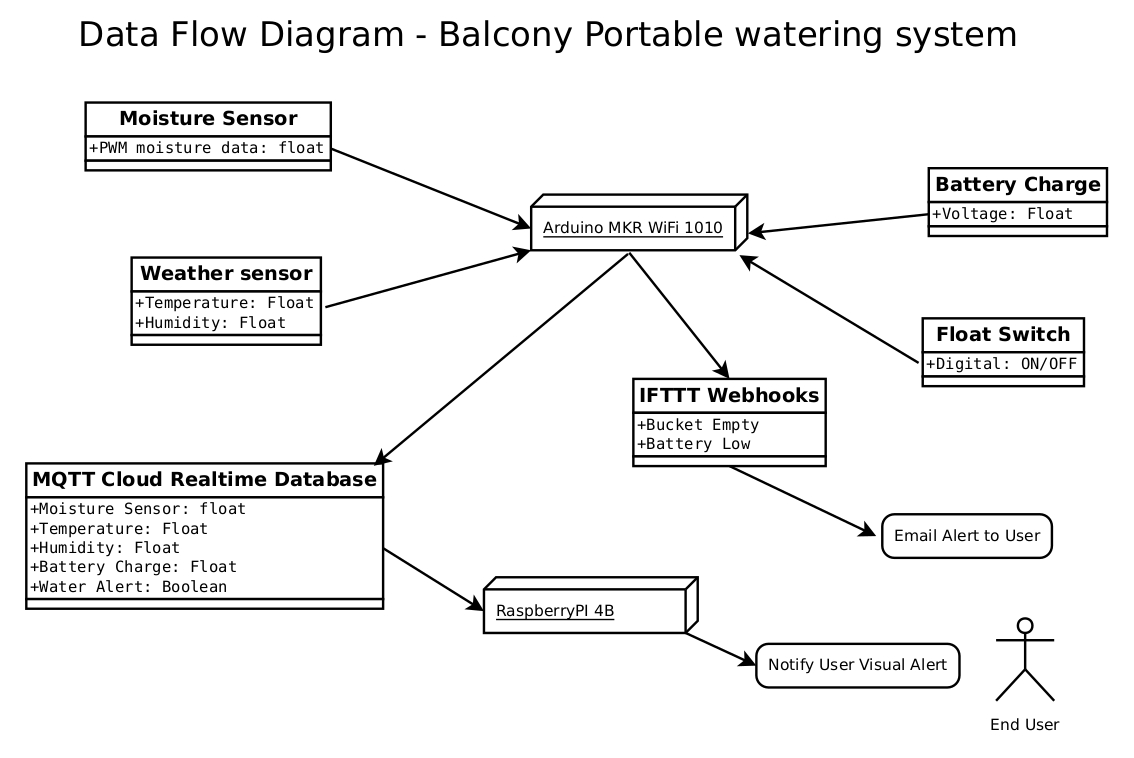 Data Flow Diagram - Balcony Portable watering system
Moisture Sensor
+PWM moisture data: float
Battery Charge
+Voltage: Float
Arduino MKR WiFi 1010
Weather sensor
+Temperature: Float
+Humidity: Float
Float Switch
+Digital: ON/OFF
IFTTT Webhooks
+Bucket Empty
+Battery Low
MQTT Cloud Realtime Database
+Moisture Sensor: float
+Temperature: Float
+Humidity: Float
+Battery Charge: Float
+Water Alert: Boolean
Email Alert to User
RaspberryPI 4B
Notify User Visual Alert
End User